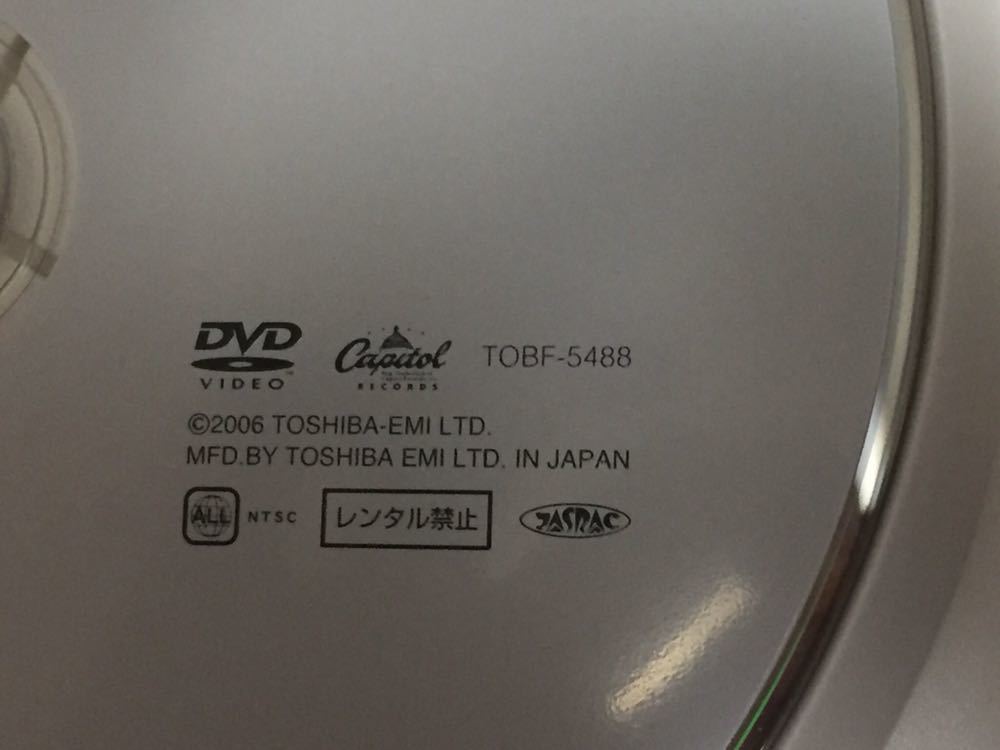 DVD VIDEO Capitol RECORDS TOBF-5488
©2006 TOSHIBA-EMI LTD.
MFD.BY TOSHIBA EMI LTD. IN JAPAN
ALL NTSC レンタル禁止 JASRAC